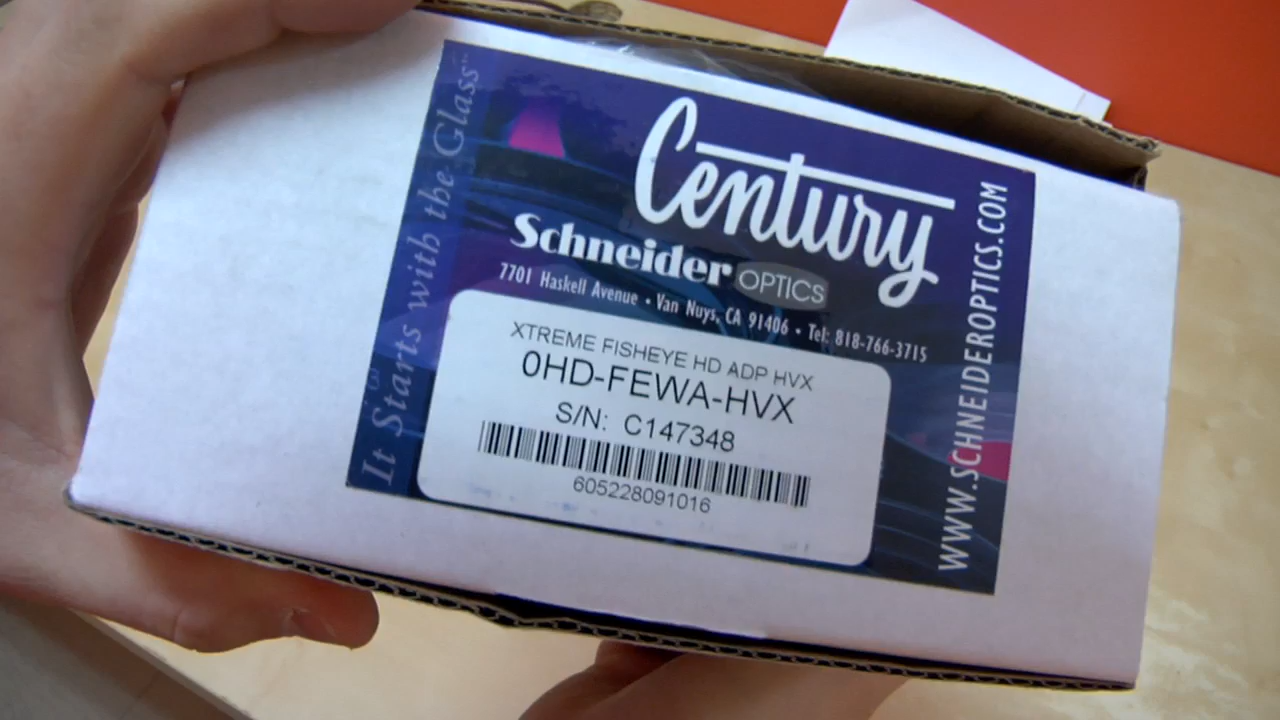 It Starts with the Glass™
Century
Schneider OPTICS
7701 Haskell Avenue • Van Nuys, CA 91406 • Tel: 818-766-3715
XTREME FISHEYE HD ADP HVX
0HD-FEWA-HVX
S/N: C147348
605228091016
WWW.SCHNEIDEROPTICS.COM